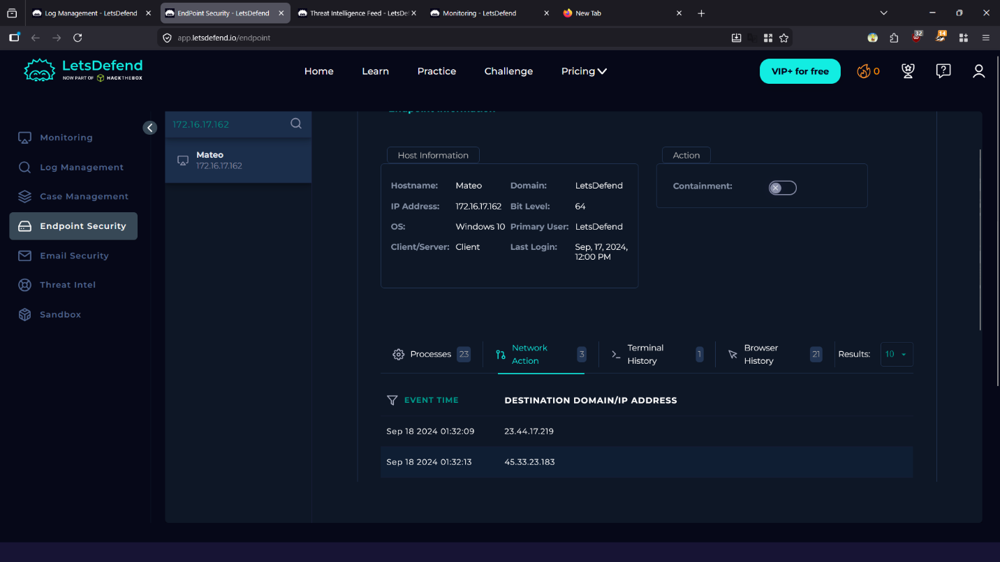 Log Management - LetsDefend
EndPoint Security - LetsDefend
Threat Intelligence Feed - LetsDef
Monitoring - LetsDefend
New Tab
app.letsdefend.io/endpoint
32
14
LetsDefend
NOW PART OF HACKTHEBOX
Home Learn Practice Challenge Pricing
VIP+ for free
0
Monitoring
Log Management
Case Management
Endpoint Security
Email Security
Threat Intel
Sandbox
172.16.17.162
Mateo
172.16.17.162
Host Information
Hostname: Mateo Domain: LetsDefend
IP Address: 172.16.17.162 Bit Level: 64
OS: Windows 10 Primary User: LetsDefend
Client/Server: Client Last Login: Sep, 17, 2024,
12:00 PM
Action
Containment:
Processes 23
Network
Action
3
Terminal
History
1
Browser
History
21
Results: 10
EVENT TIME DESTINATION DOMAIN/IP ADDRESS
Sep 18 2024 01:32:09 23.44.17.219
Sep 18 2024 01:32:13 45.33.23.183